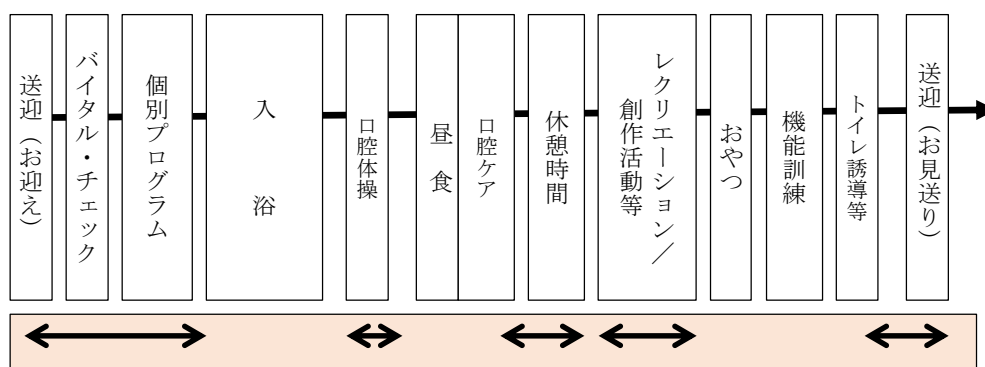 送迎（お迎え）
バイタル・チェック
個別プログラム
入浴
口腔体操
昼食
口腔ケア
休憩時間
レクリエーション／
創作活動等
おやつ
機能訓練
トイレ誘導等
送迎（お見送り）